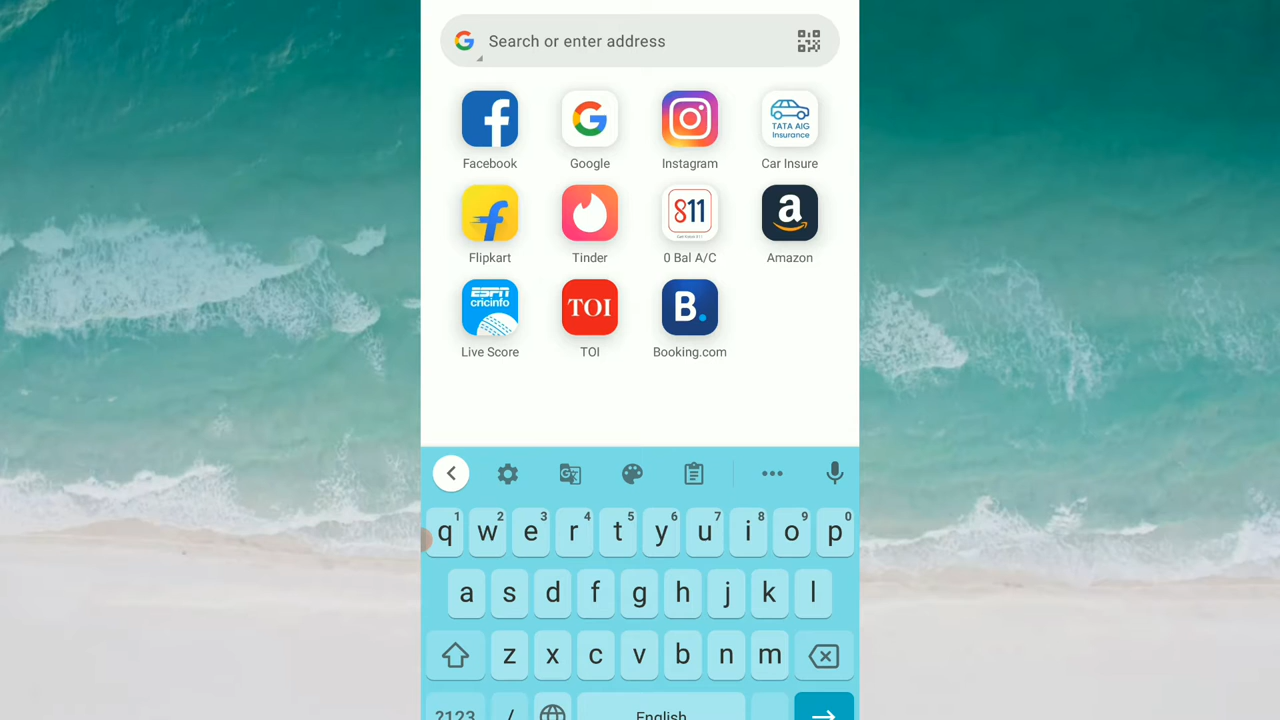 Search or enter address
TATA AIG
Insurance
Facebook Google Instagram Car Insure
811
a
Flipkart Tinder 0 Bal A/C Amazon
ESPN
cricinfo
TOI
B.
Live Score TOI Booking.com
q1 w2 e3 r4 t5 y6 u7 i8 o9 p0
a s d f g h j k l
z x c v b n m
?123 / English